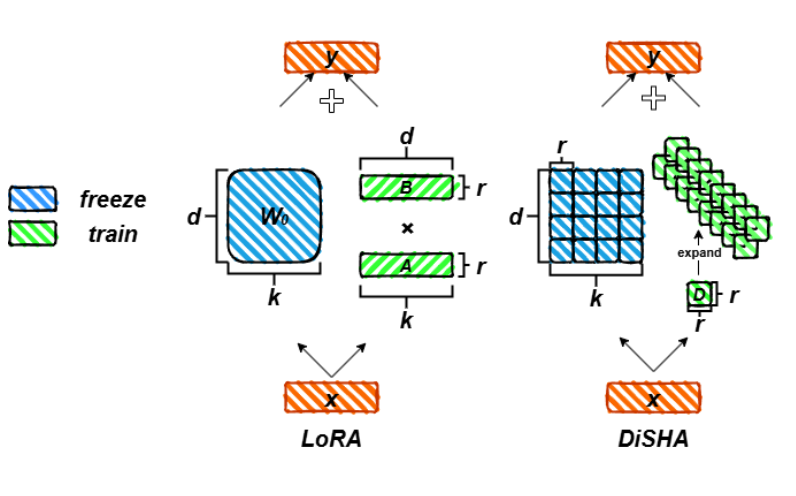 y
y
d
r
B
r
freeze
train
d
W₀
×
d
expand
A
r
k
k
k
D
r
r
x
x
LoRA
DiSHA